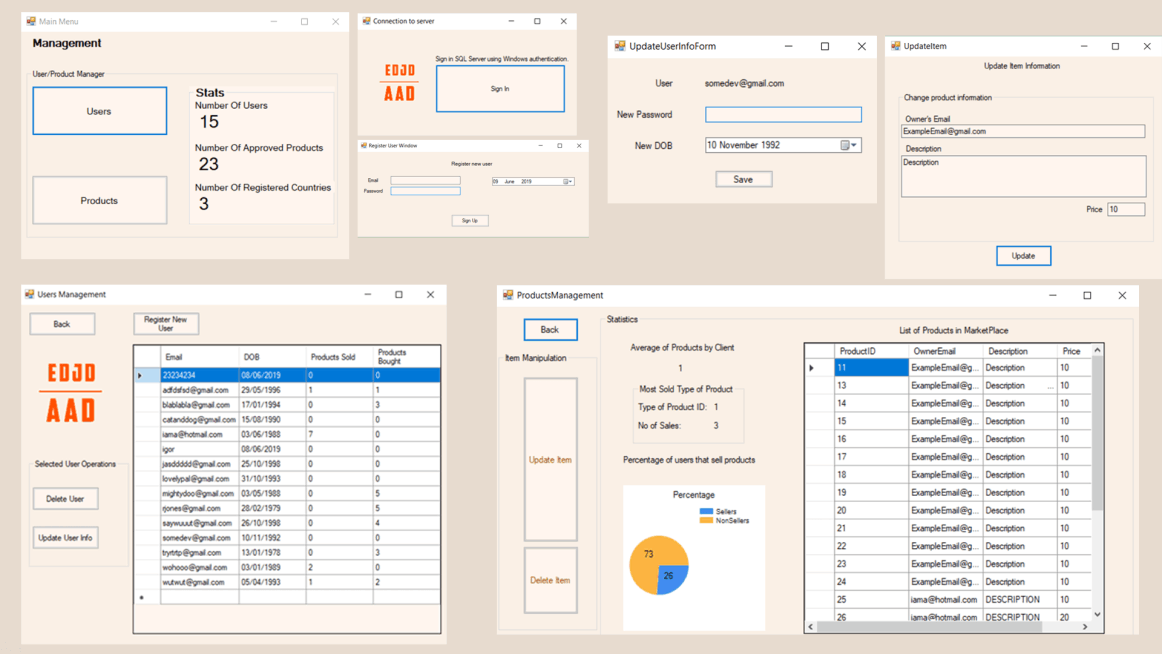 Main Menu
Management
User/Product Manager
Users
Products
Stats
Number Of Users
15
Number Of Approved Products
23
Number Of Registered Countries
3
Connection to server
EOJD
AAD
Sign in SQL Server using Windows authentication.
Sign In
Register User Window
Register new user
Email
Password
09 June 2019
Sign Up
UpdateUserInfoForm
User somedev@gmail.com
New Password
New DOB 10 November 1992
Save
UpdateItem
Update Item Information
Change product information
Owner's Email
ExampleEmail@gmail.com
Description
Description
Price 10
Update
Users Management
Back
Register New User
EOJD
AAD
Selected User Operations
Delete User
Update User Info
Email DOB Products Sold Products Bought
23234234 08/06/2019 0 0
adfdsfsd@gmail.com 29/05/1996 1 1
blablabla@gmail.com 17/01/1994 0 3
catanddog@gmail.com 15/08/1990 0 0
iama@hotmail.com 03/06/1988 7 0
igor 08/06/2019 0 0
jasddddd@gmail.com 25/10/1998 0 0
lovelypal@gmail.com 31/10/1993 0 0
mightydoo@gmail.com 03/05/1988 0 5
rjones@gmail.com 28/02/1979 0 5
saywuuut@gmail.com 26/10/1998 0 4
somedev@gmail.com 10/11/1992 0 0
tryrtrtp@gmail.com 13/01/1978 0 3
wohooo@gmail.com 03/01/1989 2 0
wutwut@gmail.com 05/04/1993 1 2
ProductsManagement
Back
Item Manipulation
Update Item
Delete Item
Statistics
Average of Products by Client
1
Most Sold Type of Product
Type of Product ID: 1
No of Sales: 3
Percentage of users that sell products
Percentage
Sellers
NonSellers
73
26
List of Products in MarketPlace
ProductID OwnerEmail Description Price
11 ExampleEmail@g... Description 10
13 ExampleEmail@g... Description ... 10
14 ExampleEmail@g... Description 10
15 ExampleEmail@g... Description 10
16 ExampleEmail@g... Description 10
17 ExampleEmail@g... Description 10
18 ExampleEmail@g... Description 10
19 ExampleEmail@g... Description 10
20 ExampleEmail@g... Description 10
21 ExampleEmail@g... Description 10
22 ExampleEmail@g... Description 10
23 ExampleEmail@g... Description 10
24 ExampleEmail@g... Description 10
25 iama@hotmail.com DESCRIPTION 10
26 iama@hotmail.com DESCRIPTION 20